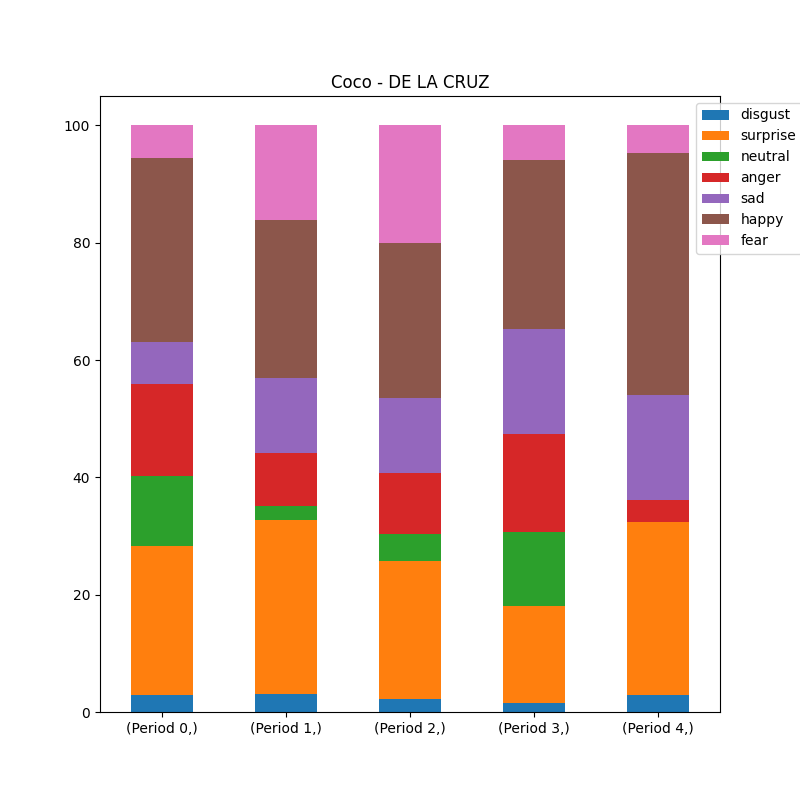 Coco - DE LA CRUZ
disgust
surprise
neutral
anger
sad
happy
fear
100
80
60
40
20
0
(Period 0,) (Period 1,) (Period 2,) (Period 3,) (Period 4,)